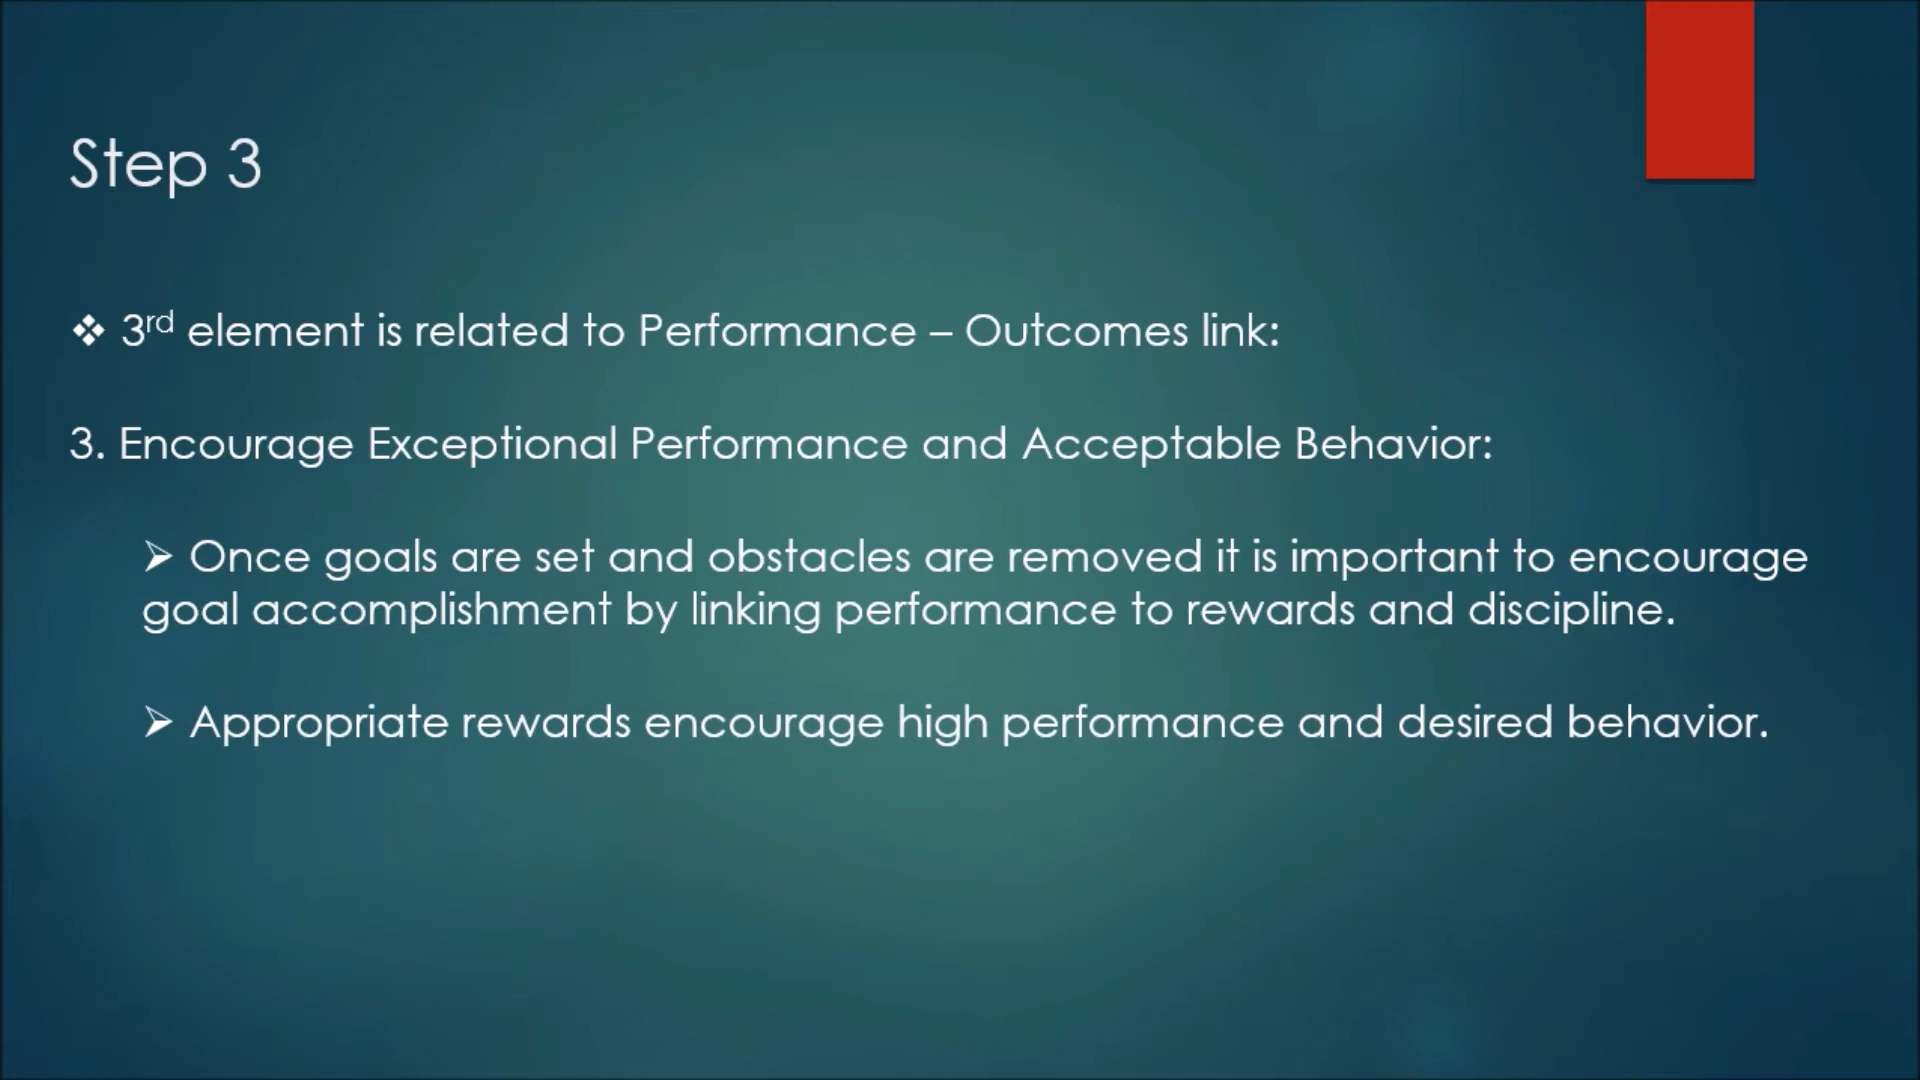 Step 3
❖ 3rd element is related to Performance – Outcomes link:
3. Encourage Exceptional Performance and Acceptable Behavior:
➢ Once goals are set and obstacles are removed it is important to encourage
goal accomplishment by linking performance to rewards and discipline.
➢ Appropriate rewards encourage high performance and desired behavior.